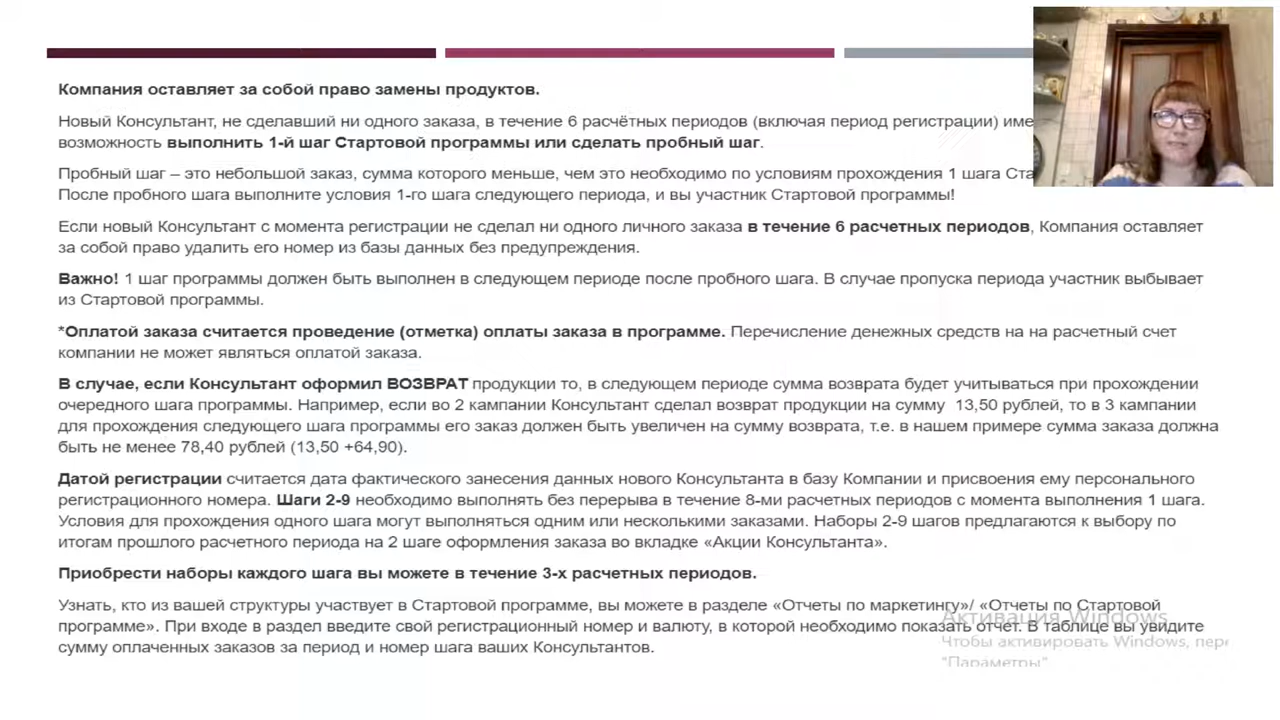 Компания оставляет за собой право замены продуктов.
Новый Консультант, не сделавший ни одного заказа, в течение 6 расчётных периодов (включая период регистрации) име
возможность выполнить 1-й шаг Стартовой программы или сделать пробный шаг.
Пробный шаг – это небольшой заказ, сумма которого меньше, чем это необходимо по условиям прохождения 1 шага Ста
После пробного шага выполните условия 1-го шага следующего периода, и вы участник Стартовой программы!
Если новый Консультант с момента регистрации не сделал ни одного личного заказа в течение 6 расчетных периодов, Компания оставляет
за собой право удалить его номер из базы данных без предупреждения.
Важно! 1 шаг программы должен быть выполнен в следующем периоде после пробного шага. В случае пропуска периода участник выбывает
из Стартовой программы.
*Оплатой заказа считается проведение (отметка) оплаты заказа в программе. Перечисление денежных средств на на расчетный счет
компании не может являться оплатой заказа.
В случае, если Консультант оформил ВОЗВРАТ продукции то, в следующем периоде сумма возврата будет учитываться при прохождении
очередного шага программы. Например, если во 2 кампании Консультант сделал возврат продукции на сумму 13,50 рублей, то в 3 кампании
для прохождения следующего шага программы его заказ должен быть увеличен на сумму возврата, т.е. в нашем примере сумма заказа должна
быть не менее 78,40 рублей (13,50 +64,90).
Датой регистрации считается дата фактического занесения данных нового Консультанта в базу Компании и присвоения ему персонального
регистрационного номера. Шаги 2-9 необходимо выполнять без перерыва в течение 8-ми расчетных периодов с момента выполнения 1 шага.
Условия для прохождения одного шага могут выполняться одним или несколькими заказами. Наборы 2-9 шагов предлагаются к выбору по
итогам прошлого расчетного периода на 2 шаге оформления заказа во вкладке «Акции Консультанта».
Приобрести наборы каждого шага вы можете в течение 3-х расчетных периодов.
Узнать, кто из вашей структуры участвует в Стартовой программе, вы можете в разделе «Отчеты по маркетингу»/ «Отчеты по Стартовой
программе». При входе в раздел введите свой регистрационный номер и валюту, в которой необходимо показать отчет. В таблице вы увидите
сумму оплаченных заказов за период и номер шага ваших Консультантов.
Активация Windows
Чтобы активировать Windows, пере
"Параметры"